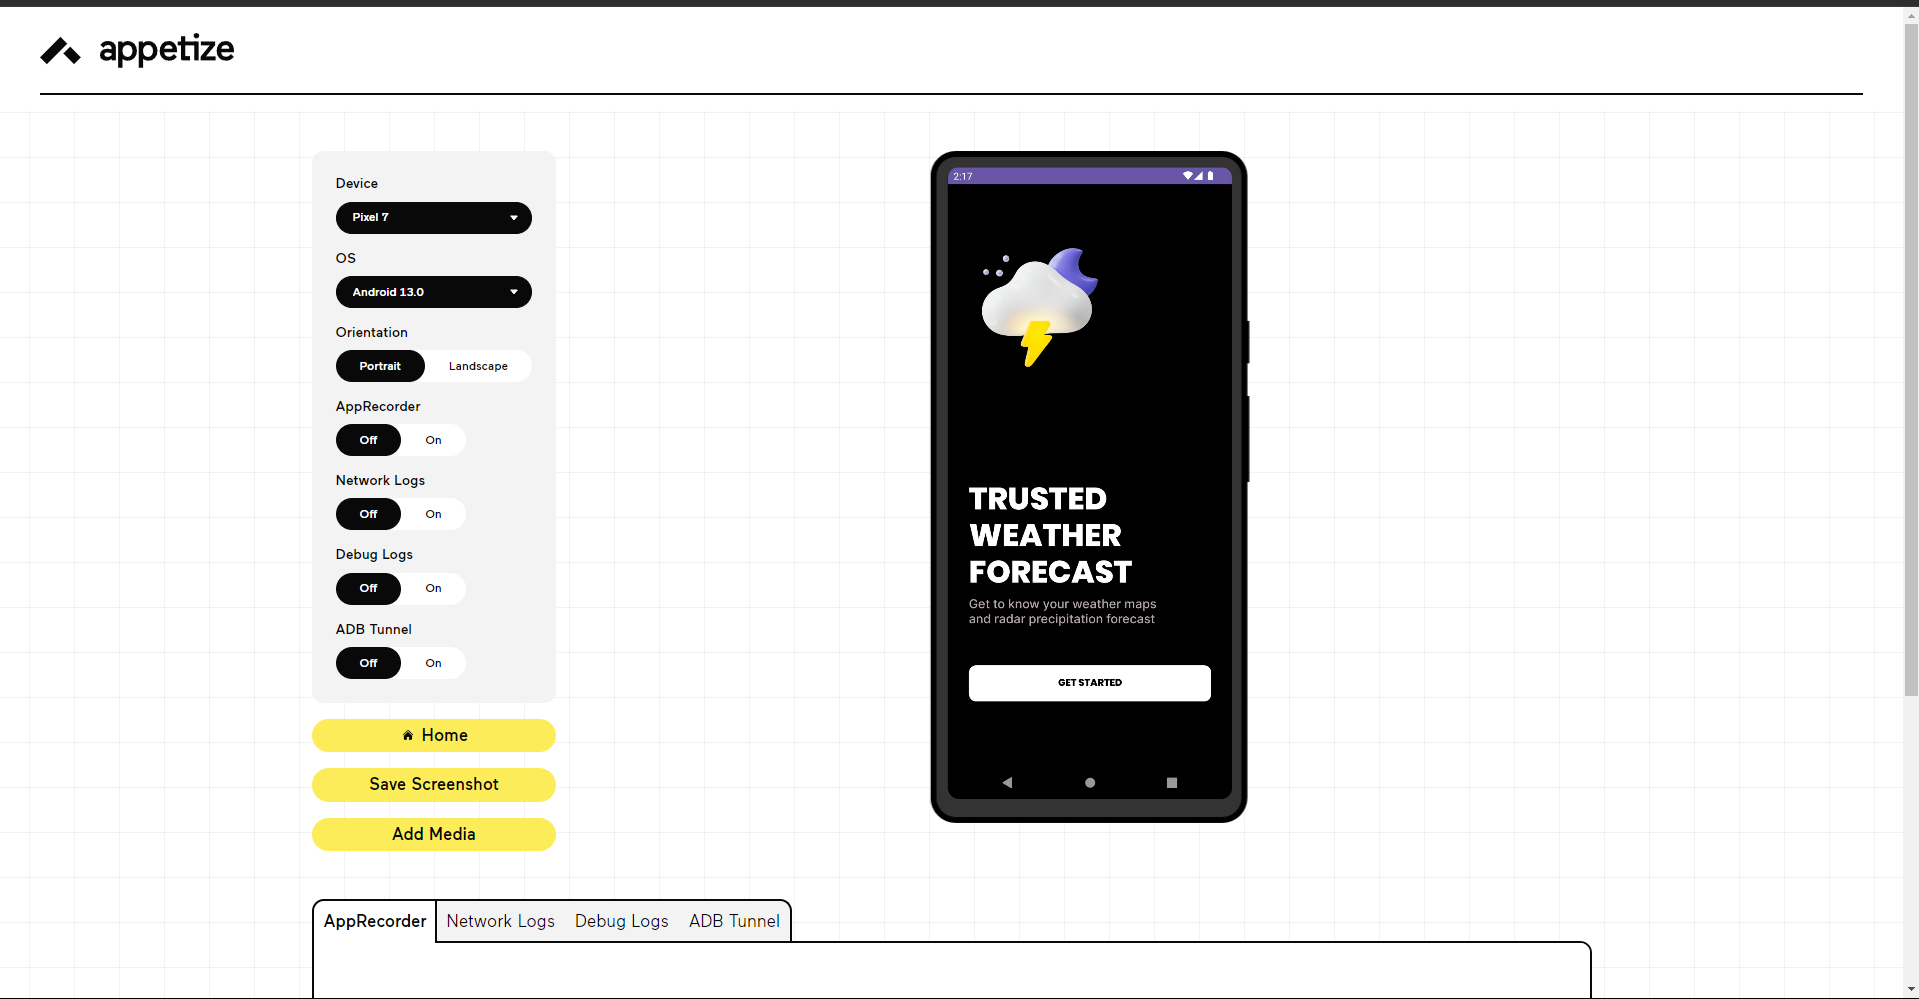 appetize
Device
Pixel 7
OS
Android 13.0
Orientation
Portrait Landscape
AppRecorder
Off On
Network Logs
Off On
Debug Logs
Off On
ADB Tunnel
Off On
Home
Save Screenshot
Add Media
2:17
TRUSTED
WEATHER
FORECAST
Get to know your weather maps
and radar precipitation forecast
GET STARTED
AppRecorder Network Logs Debug Logs ADB Tunnel